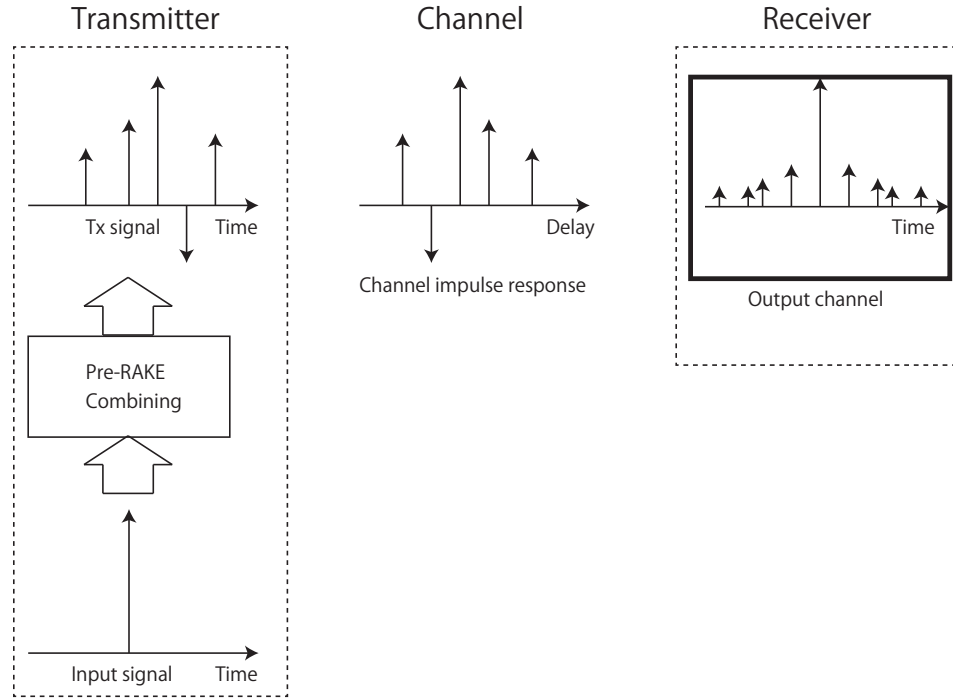 Transmitter
Channel
Receiver
Tx signal
Time
Delay
Time
Channel impulse response
Output channel
Pre-RAKE
Combining
Input signal
Time